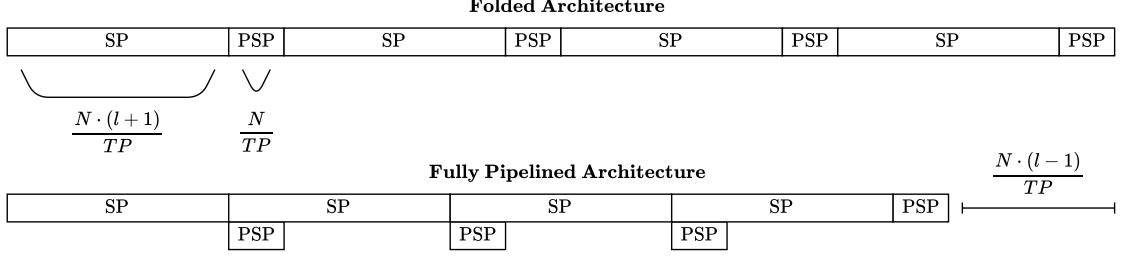 Folded Architecture
SP PSP SP PSP SP PSP SP PSP
N · (l + 1) / TP N / TP
Fully Pipelined Architecture
N · (l − 1) / TP
SP SP SP SP PSP
PSP PSP PSP